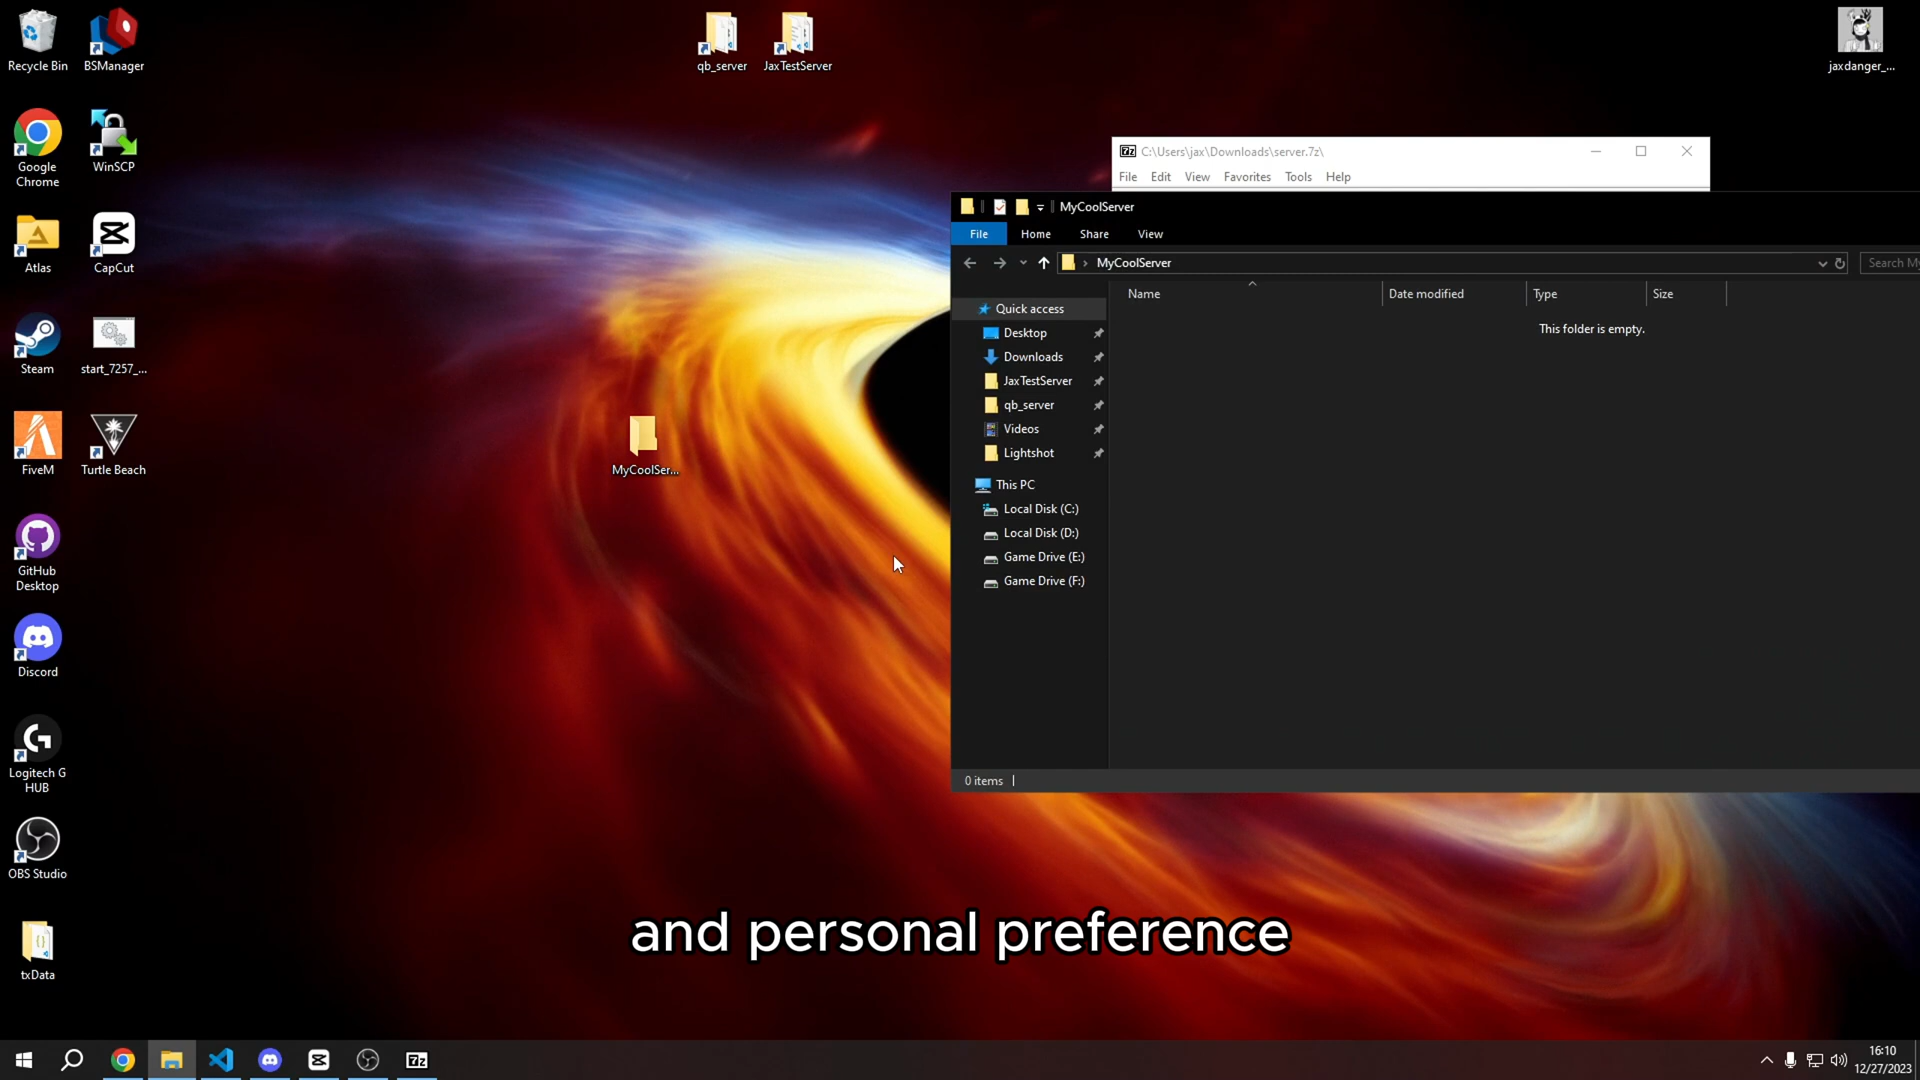 Recycle Bin
BSManager
qb_server
JaxTestServer
jaxdanger_...
Google
Chrome
WinSCP
Atlas
CapCut
Steam
start_7257_...
FiveM
Turtle Beach
GitHub
Desktop
Discord
Logitech G
HUB
OBS Studio
txData
MyCoolSer...
7z C:\Users\jax\Downloads\server.7z\
File Edit View Favorites Tools Help
MyCoolServer
File Home Share View
MyCoolServer
Search My
Name Date modified Type Size
This folder is empty.
Quick access
Desktop
Downloads
JaxTestServer
qb_server
Videos
Lightshot
This PC
Local Disk (C:)
Local Disk (D:)
Game Drive (E:)
Game Drive (F:)
0 items
and personal preference
7z
16:10
12/27/2023